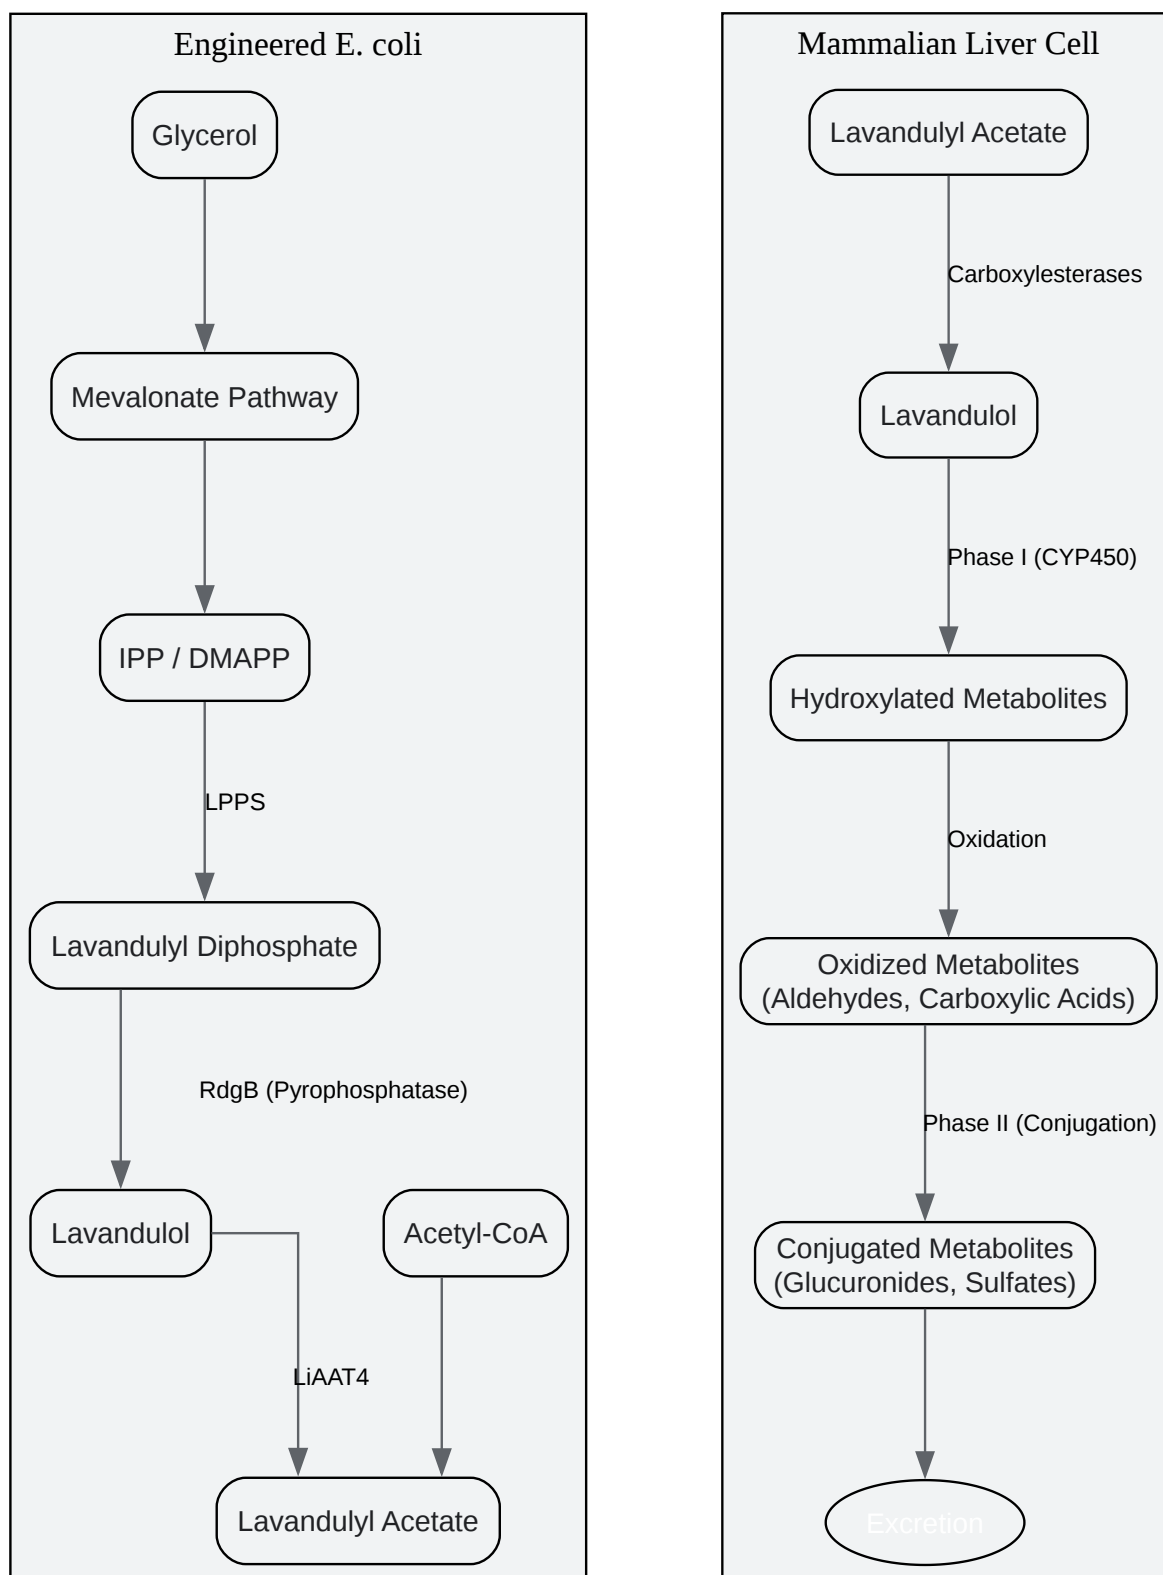 Engineered E. coli
Glycerol
Mevalonate Pathway
IPP / DMAPP
LPPS
Lavandulyl Diphosphate
RdgB (Pyrophosphatase)
Lavandulol
Acetyl-CoA
LiAAT4
Lavandulyl Acetate
Mammalian Liver Cell
Lavandulyl Acetate
Carboxylesterases
Lavandulol
Phase I (CYP450)
Hydroxylated Metabolites
Oxidation
Oxidized Metabolites
(Aldehydes, Carboxylic Acids)
Phase II (Conjugation)
Conjugated Metabolites
(Glucuronides, Sulfates)
Excretion